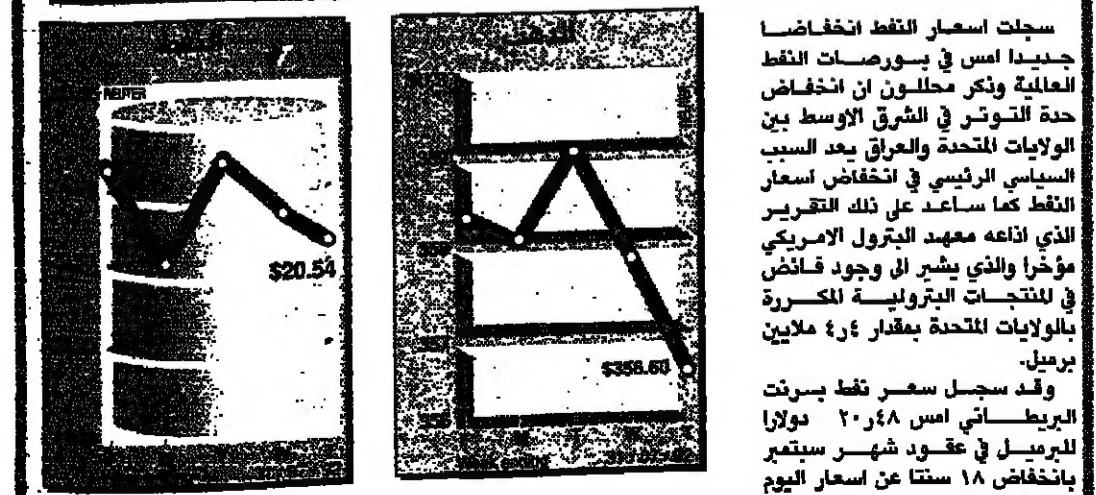 سجلت اسعار النفط انخفاضا
جديدا امس في بورصات النفط
العالمية وذكر محللون ان انخفاض
حدة التوتر في الشرق الاوسط بين
الولايات المتحدة والعراق يعد السبب
السياسي الرئيسي في انخفاض اسعار
النفط كما ساعد على ذلك التقرير
الذي اذاعه معهد البترول الامريكي
مؤخرا والذي يشير الى وجود فائض
في المنتجات البترولية المكررة
بالولايات المتحدة بمقدار ٤ر٤ ملايين
برميل.
وقد سجل سعر نفط برنت
البريطاني امس ٤٨ر٢٠ دولارا
للبرميل في عقود شهر سبتمبر
بانخفاض ١٨ سنتا عن اسعار اليوم
الذهب
REUTER
$20.54
$356.60